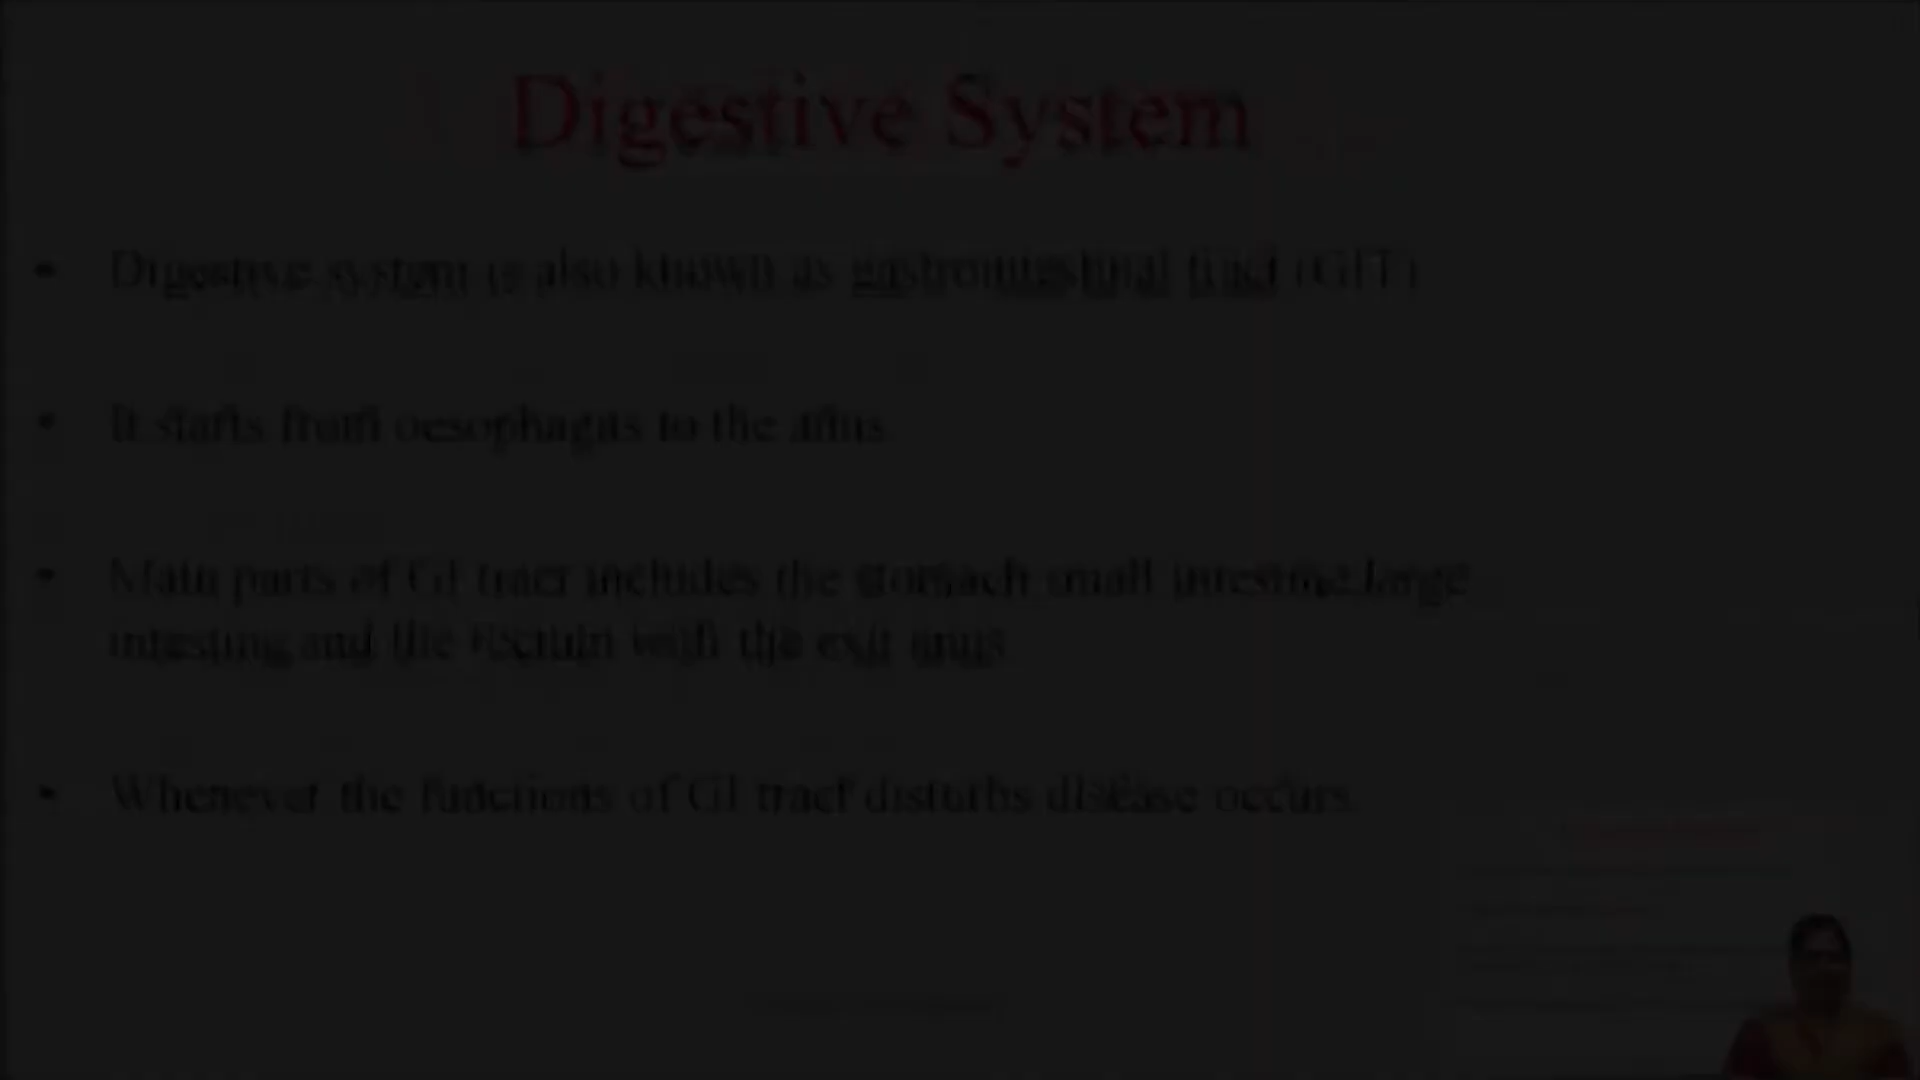 Digestive System
• Digestive system is also known as gastrointestinal tract (GIT)
• It starts from oesophagus to the anus
• Main parts of GI tract includes the stomach small intestine,large
intesting and the rectum with the exit anus
• Whenever the functions of GI tract disturbs disease occurs